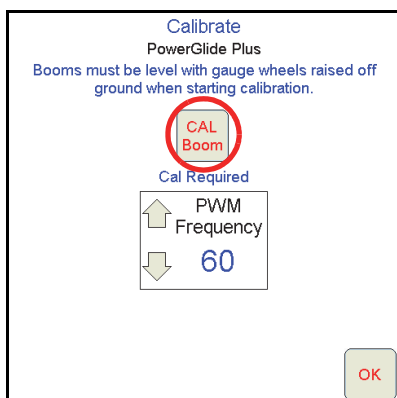 Calibrate
PowerGlide Plus
Booms must be level with gauge wheels raised off
ground when starting calibration.
CAL
Boom
Cal Required
PWM
Frequency
60
OK